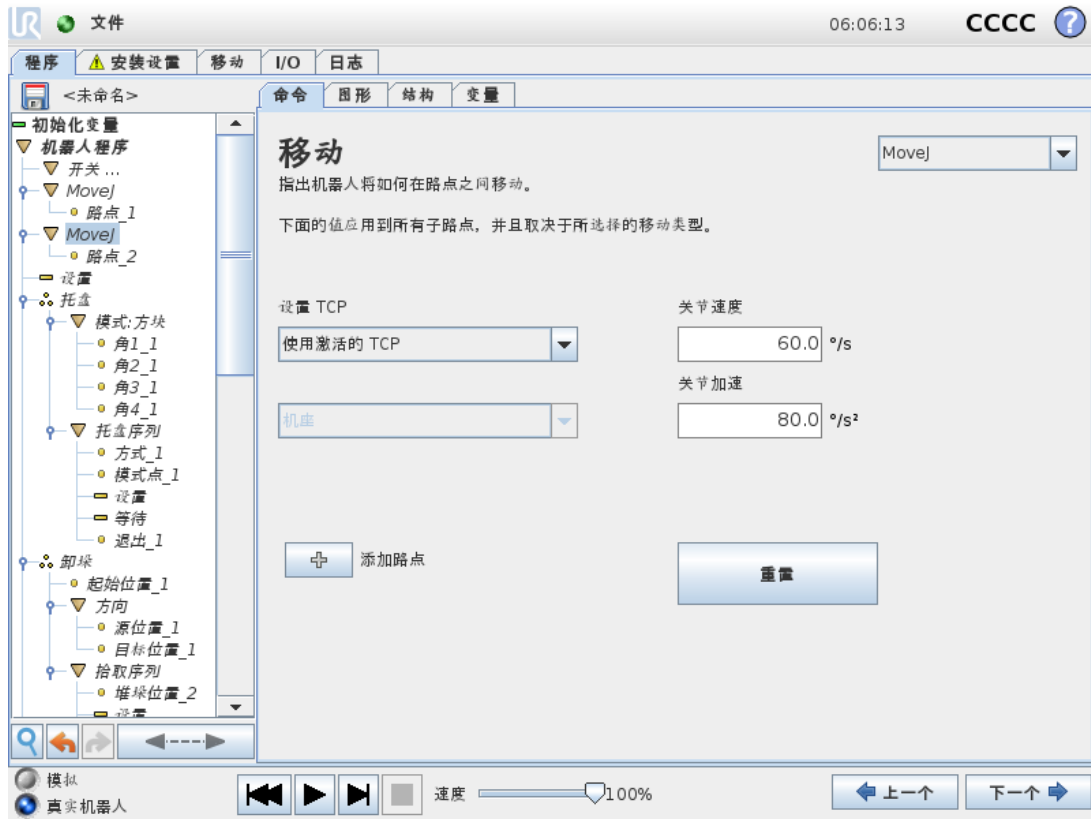 UR 文件 06:06:13 CCCC ?
程序 安装设置 移动 I/O 日志
<未命名> 命令 图形 结构 变量
初始化变量
机器人程序
开关 ...
MoveJ
路点_1
MoveJ
路点_2
设置
托盘
模式:方块
角1_1
角2_1
角3_1
角4_1
托盘序列
方式_1
模式点_1
设置
等待
退出_1
卸垛
起始位置_1
方向
源位置_1
目标位置_1
拾取序列
堆垛位置_2
设置
移动 MoveJ
指出机器人将如何在路点之间移动。
下面的值应用到所有子路点，并且取决于所选择的移动类型。
设置 TCP 关节速度
使用激活的 TCP 60.0 °/s
关节加速
机座 80.0 °/s²
添加路点 重置
模拟
真实机器人
速度 100% 上一个 下一个